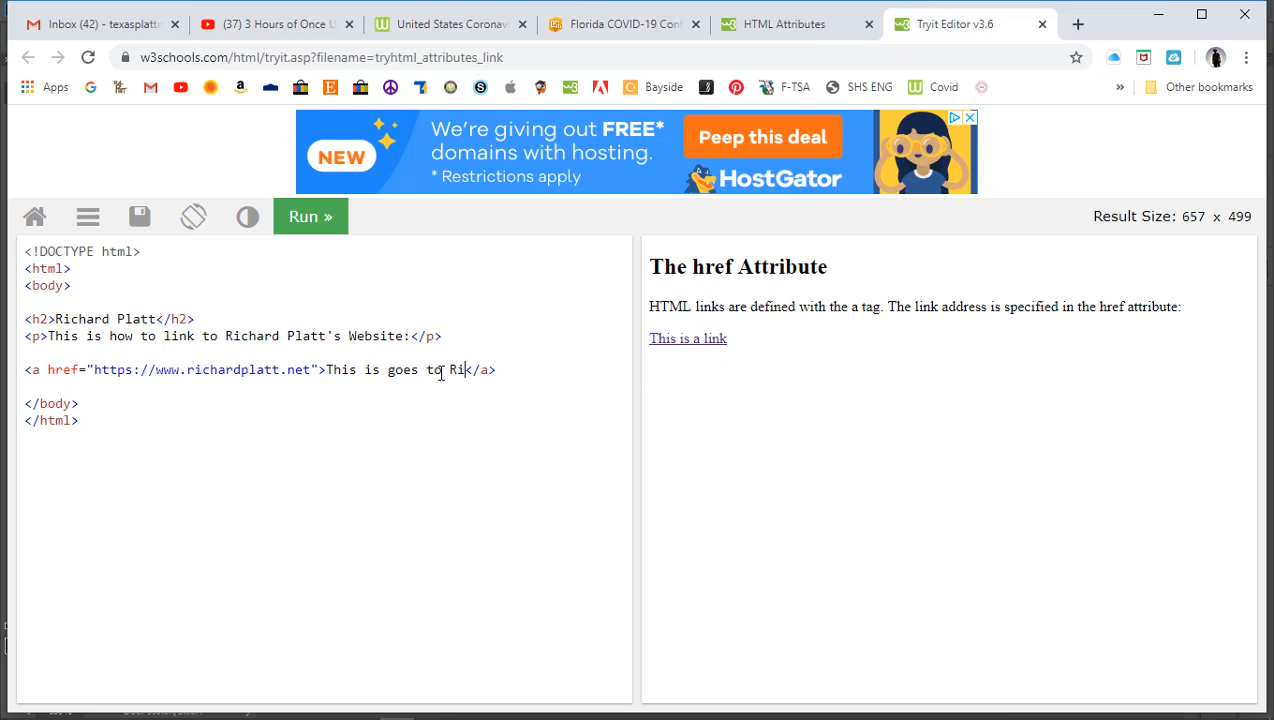 Inbox (42) - texasplattn
(37) 3 Hours of Once U
United States Coronav
Florida COVID-19 Conf
HTML Attributes
Tryit Editor v3.6
w3schools.com/html/tryit.asp?filename=tryhtml_attributes_link
Apps
Bayside
F-TSA
SHS ENG
Covid
»
Other bookmarks
NEW
We're giving out FREE*
domains with hosting.
* Restrictions apply
Peep this deal
HostGator
Run »
Result Size: 657 x 499
<!DOCTYPE html>
<html>
<body>
<h2>Richard Platt</h2>
<p>This is how to link to Richard Platt's Website:</p>
<a href="https://www.richardplatt.net">This is goes to Ri</a>
</body>
</html>
The href Attribute
HTML links are defined with the a tag. The link address is specified in the href attribute:
This is a link